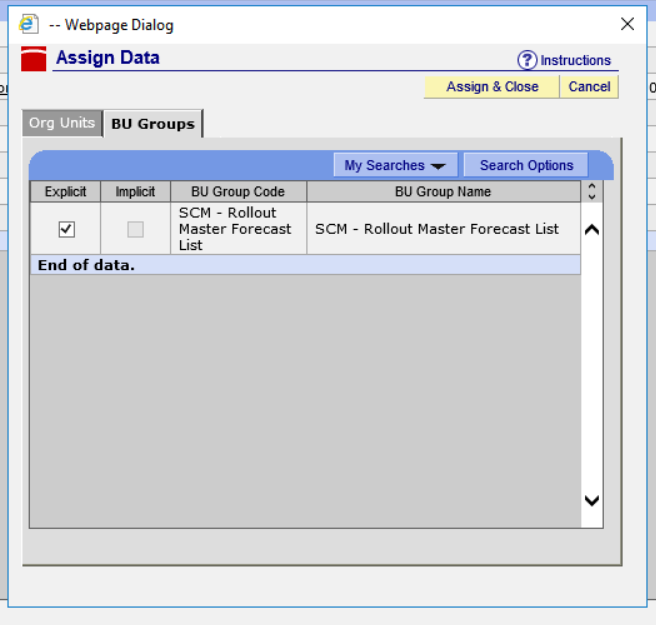 -- Webpage Dialog
Assign Data
? Instructions
Assign & Close Cancel
Org Units BU Groups
My Searches Search Options
Explicit Implicit BU Group Code BU Group Name
SCM - Rollout
Master Forecast
List
SCM - Rollout Master Forecast List
End of data.